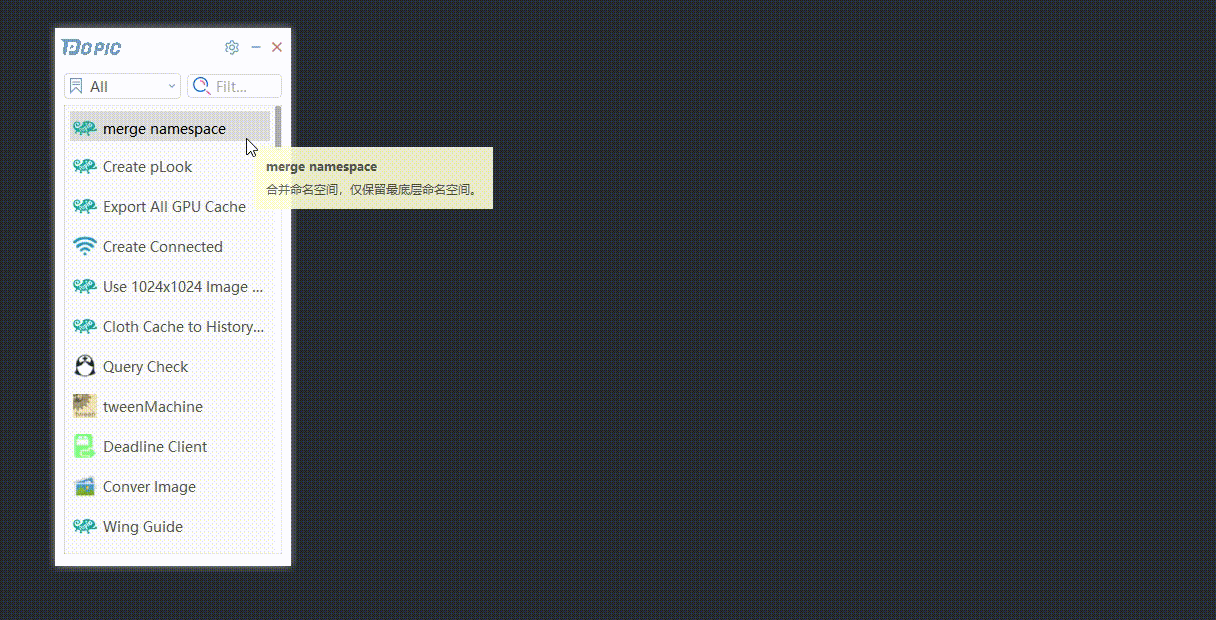 DOPIC
All
Filt...
merge namespace
merge namespace
合并命名空间，仅保留最底层命名空间。
Create pLook
Export All GPU Cache
Create Connected
Use 1024x1024 Image ...
Cloth Cache to History...
Query Check
tweenMachine
Deadline Client
Conver Image
Wing Guide